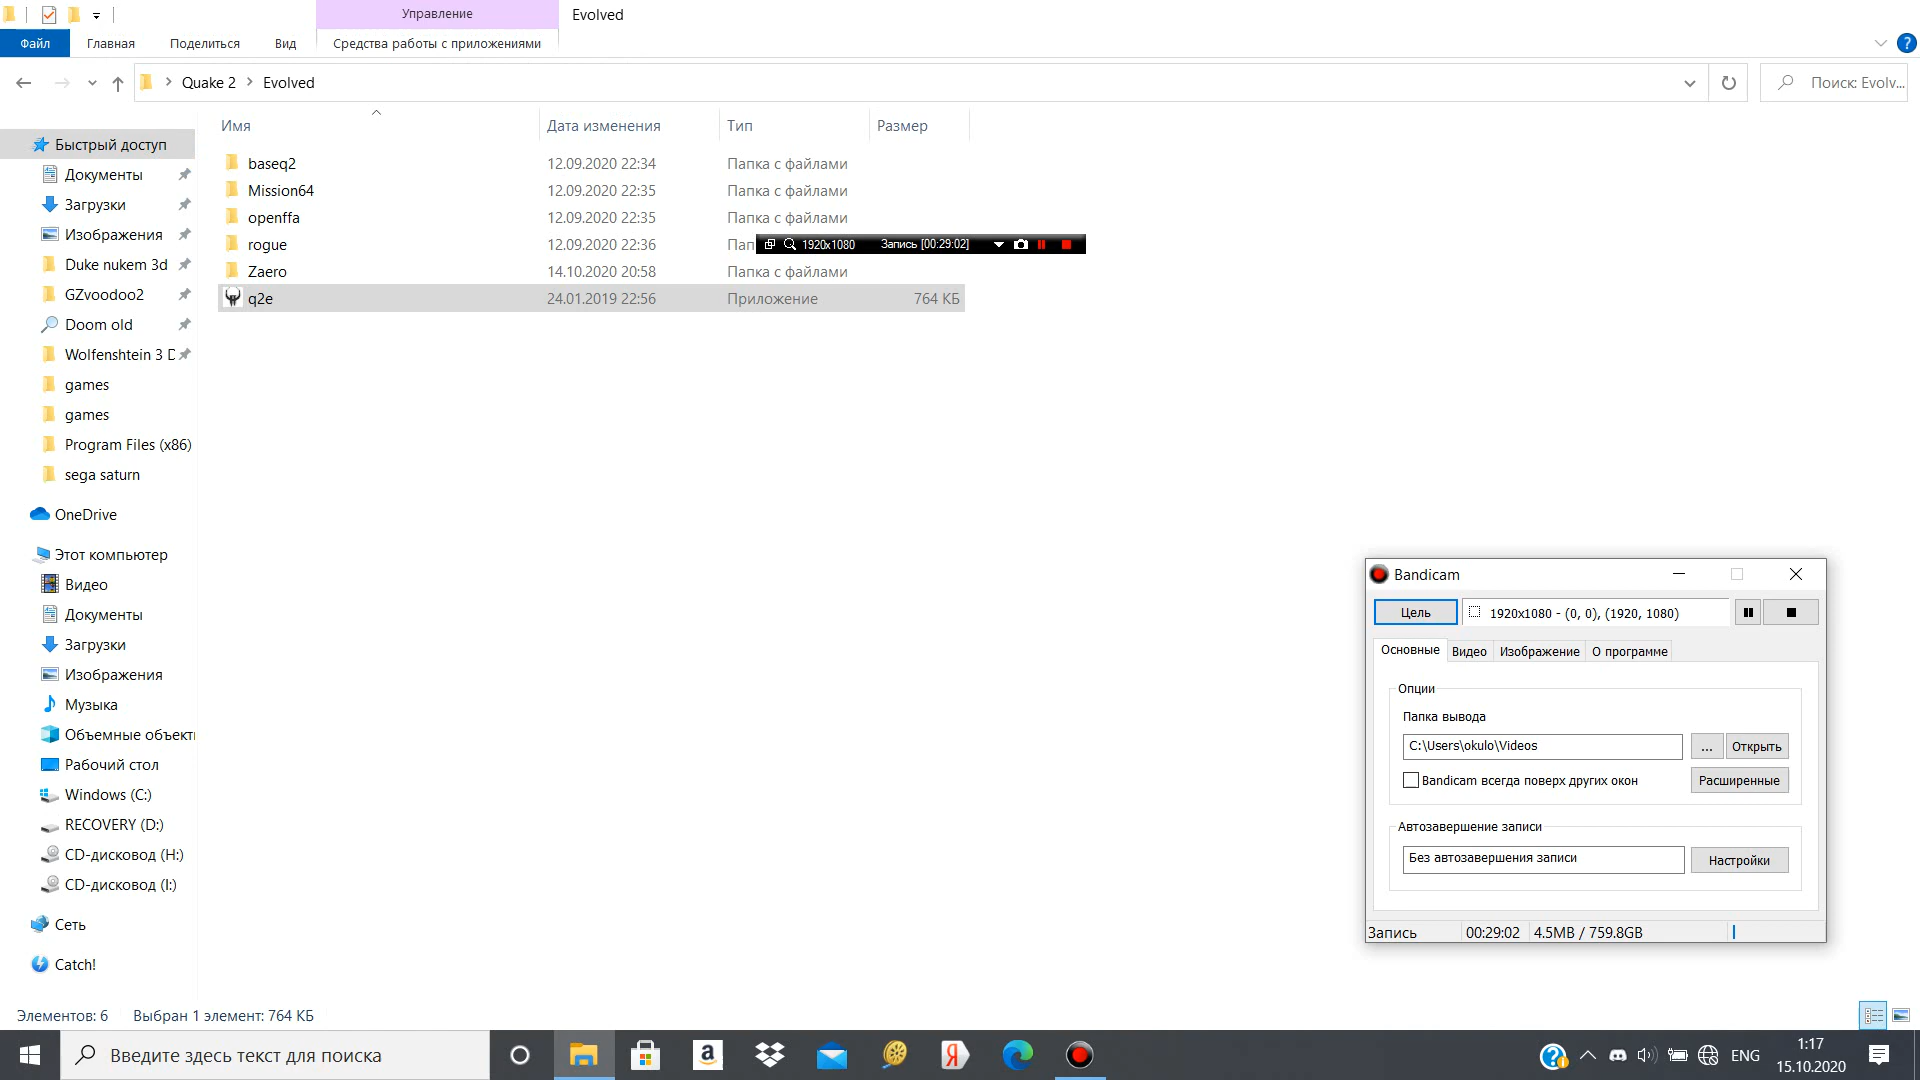 Управление
Evolved
Файл
Главная
Поделиться
Вид
Средства работы с приложениями
Quake 2
Evolved
Поиск: Evolv...
Имя
Дата изменения
Тип
Размер
baseq2
12.09.2020 22:34
Папка с файлами
Mission64
12.09.2020 22:35
Папка с файлами
openffa
12.09.2020 22:35
Папка с файлами
rogue
12.09.2020 22:36
Пап
1920x1080
Запись [00:29:02]
Zaero
14.10.2020 20:58
Папка с файлами
q2e
24.01.2019 22:56
Приложение
764 КБ
Быстрый доступ
Документы
Загрузки
Изображения
Duke nukem 3d
GZvoodoo2
Doom old
Wolfenshtein 3 D
games
games
Program Files (x86)
sega saturn
OneDrive
Этот компьютер
Видео
Документы
Загрузки
Изображения
Музыка
Объемные объект
Рабочий стол
Windows (C:)
RECOVERY (D:)
CD-дисковод (H:)
CD-дисковод (I:)
Сеть
Catch!
Bandicam
Цель
1920x1080 - (0, 0), (1920, 1080)
Основные
Видео
Изображение
О программе
Опции
Папка вывода
C:\Users\okulo\Videos
...
Открыть
Bandicam всегда поверх других окон
Расширенные
Автозавершение записи
Без автозавершения записи
Настройки
Запись
00:29:02
4.5MB / 759.8GB
Элементов: 6
Выбран 1 элемент: 764 КБ
Введите здесь текст для поиска
ENG
1:17
15.10.2020